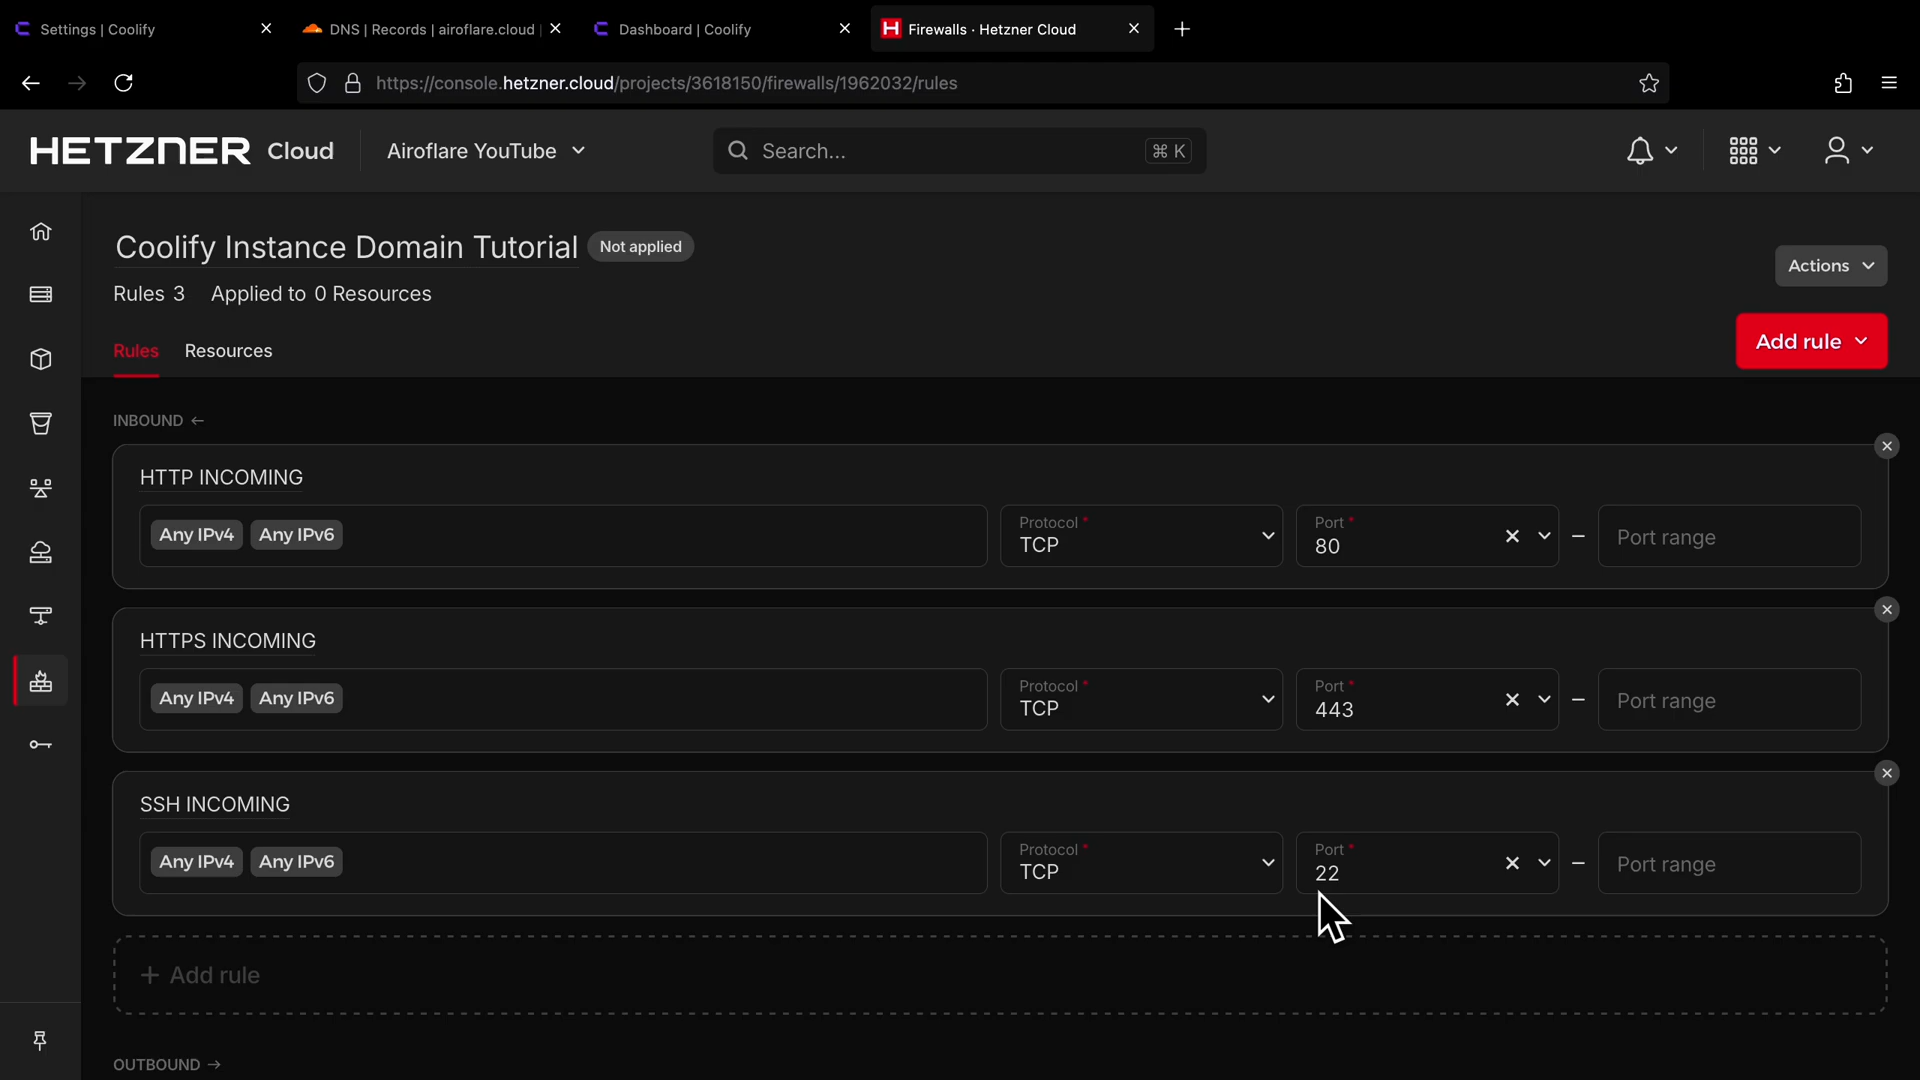 Settings | Coolify
DNS | Records | airoflare.cloud |
Dashboard | Coolify
Firewalls · Hetzner Cloud
https://console.hetzner.cloud/projects/3618150/firewalls/1962032/rules
HETZNER Cloud
Airoflare YouTube
Search...
⌘ K
Coolify Instance Domain Tutorial
Not applied
Actions
Rules 3 Applied to 0 Resources
Rules
Resources
Add rule
INBOUND ←
HTTP INCOMING
Any IPv4
Any IPv6
Protocol *
TCP
Port *
80
–
Port range
HTTPS INCOMING
Any IPv4
Any IPv6
Protocol *
TCP
Port *
443
–
Port range
SSH INCOMING
Any IPv4
Any IPv6
Protocol *
TCP
Port *
22
–
Port range
+ Add rule
OUTBOUND →